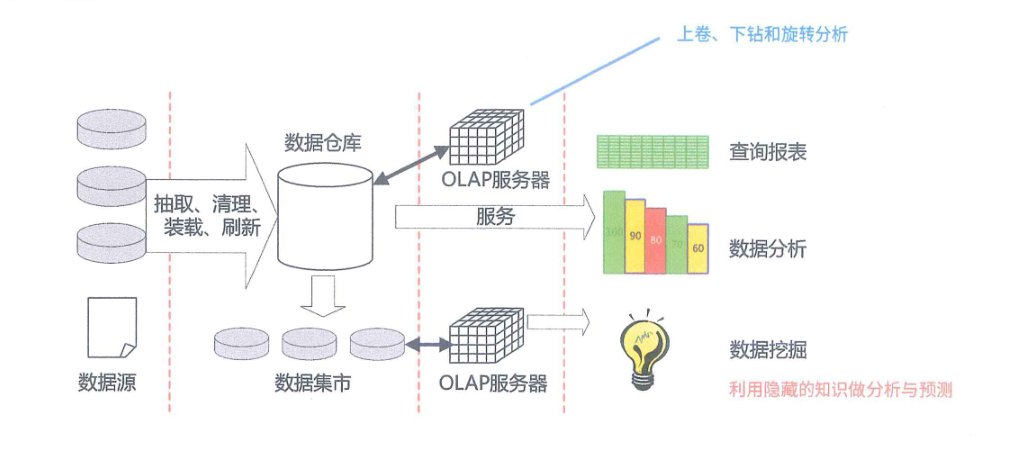 上卷、下钻和旋转分析
数据仓库
OLAP服务器
查询报表
抽取、清理、
装载、刷新
服务
100
90
80
70
60
数据分析
数据源
数据集市
OLAP服务器
数据挖掘
利用隐藏的知识做分析与预测